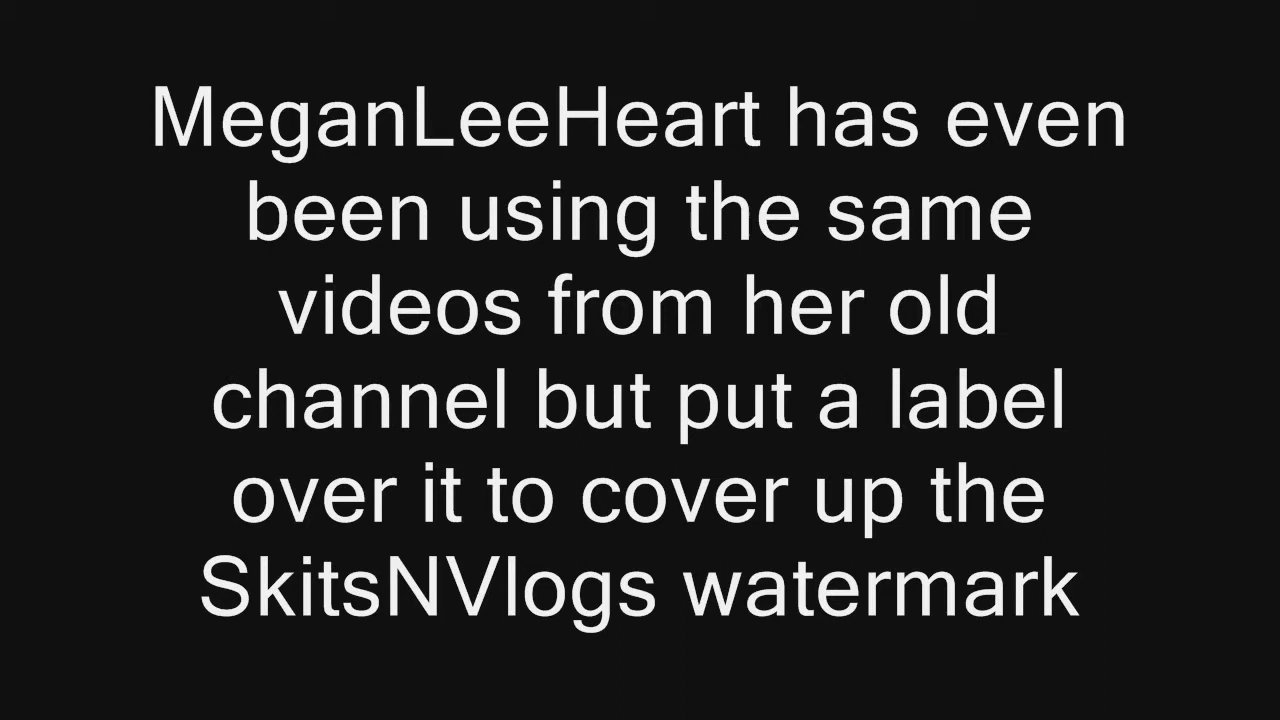 MeganLeeHeart has even
been using the same
videos from her old
channel but put a label
over it to cover up the
SkitsNVlogs watermark